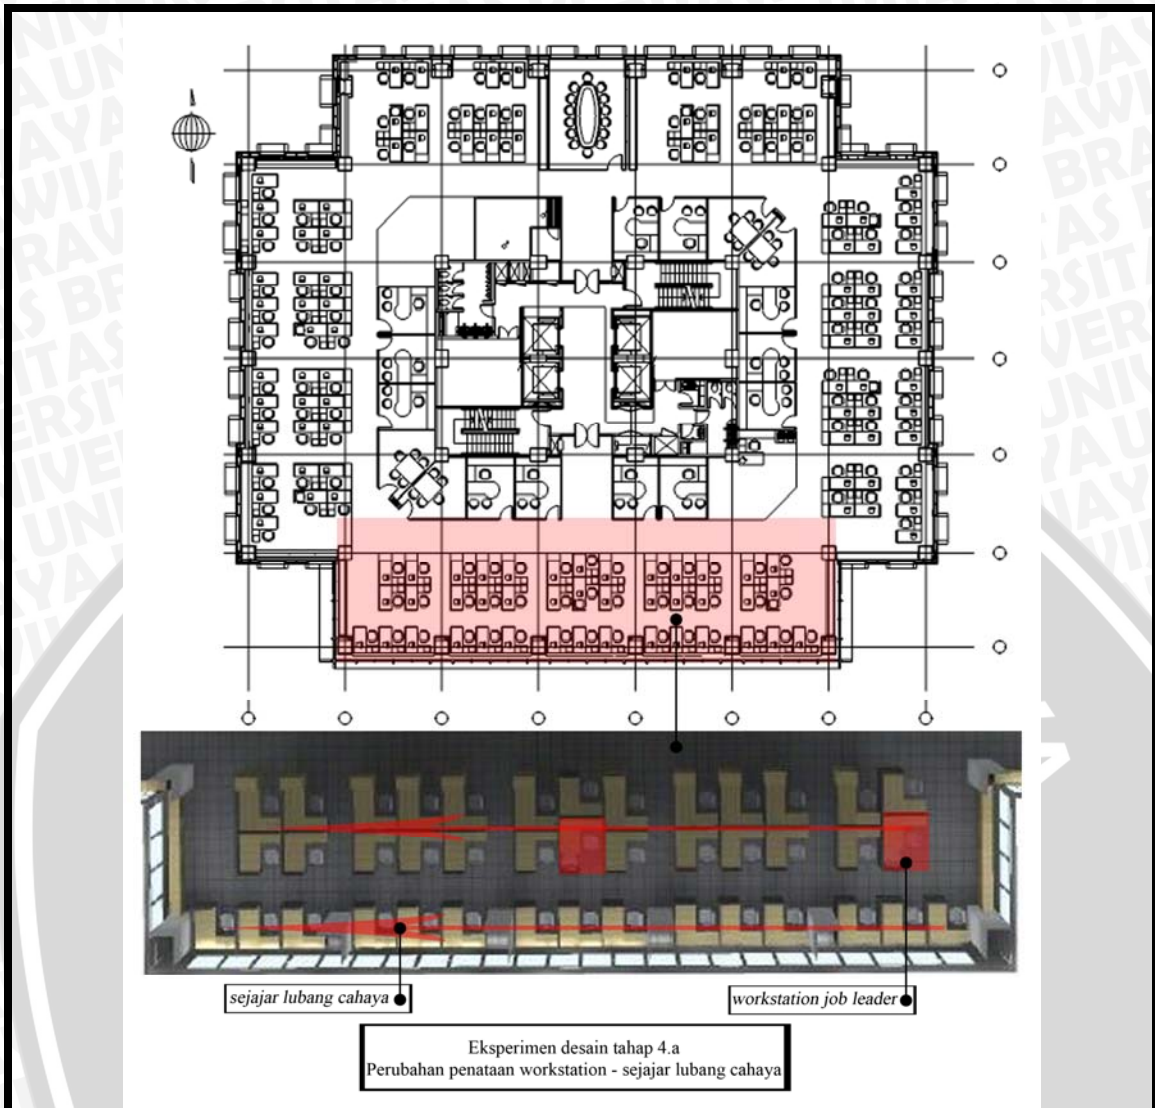 sejajar lubang cahaya
workstation job leader
Eksperimen desain tahap 4.a
Perubahan penataan workstation - sejajar lubang cahaya